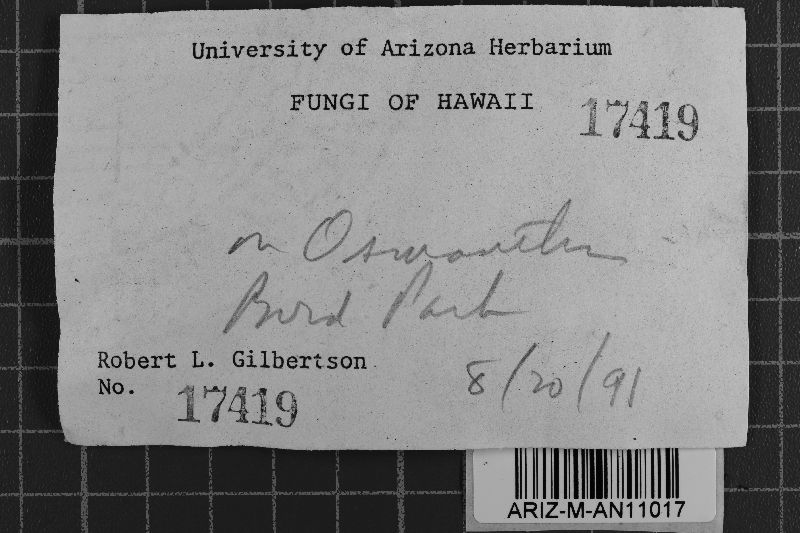 University of Arizona Herbarium
FUNGI OF HAWAII 17419
on Osmanthus
Bird Park
Robert L. Gilbertson
No. 17419
8/20/91
ARIZ-M-AN11017